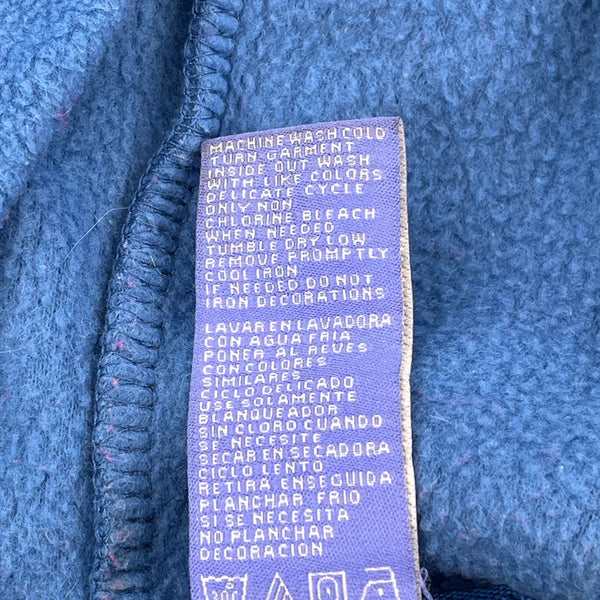 MACHINE WASH COLD
TURN GARMENT
INSIDE OUT WASH
WITH LIKE COLORS
DELICATE CYCLE
ONLY NON
CHLORINE BLEACH
WHEN NEEDED
TUMBLE DRY LOW
REMOVE PROMPTLY
COOL IRON
IF NEEDED DO NOT
IRON DECORATIONS
LAVAR EN LAVADORA
CON AGUA FRIA
PONER AL REVES
CON COLORES
SIMILARES
CICLO DELICADO
USE SOLAMENTE
BLANQUEADOR
SIN CLORO CUANDO
SE NECESITE
SECAR EN SECADORA
CICLO LENTO
RETIRA ENSEGUIDA
PLANCHAR FRIO
SI SE NECESITA
NO PLANCHAR
DECORACION
30C